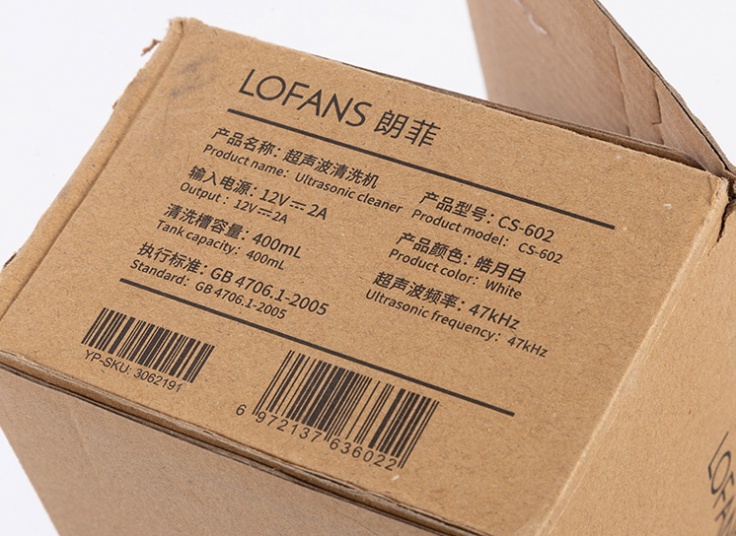 LOFANS 朗菲
产品名称：超声波清洗机
Product name： Ultrasonic cleaner
产品型号：CS-602
Product model： CS-602
输入电源：12V⎓2A
Output： 12V⎓2A
产品颜色：皓月白
Product color： White
清洗槽容量：400mL
Tank capacity：400mL
超声波频率：47kHz
Ultrasonic frequency：47kHz
执行标准：GB 4706.1-2005
Standard：GB 4706.1-2005
YP-SKU: 3062191
6 972137 636022
LOFAN